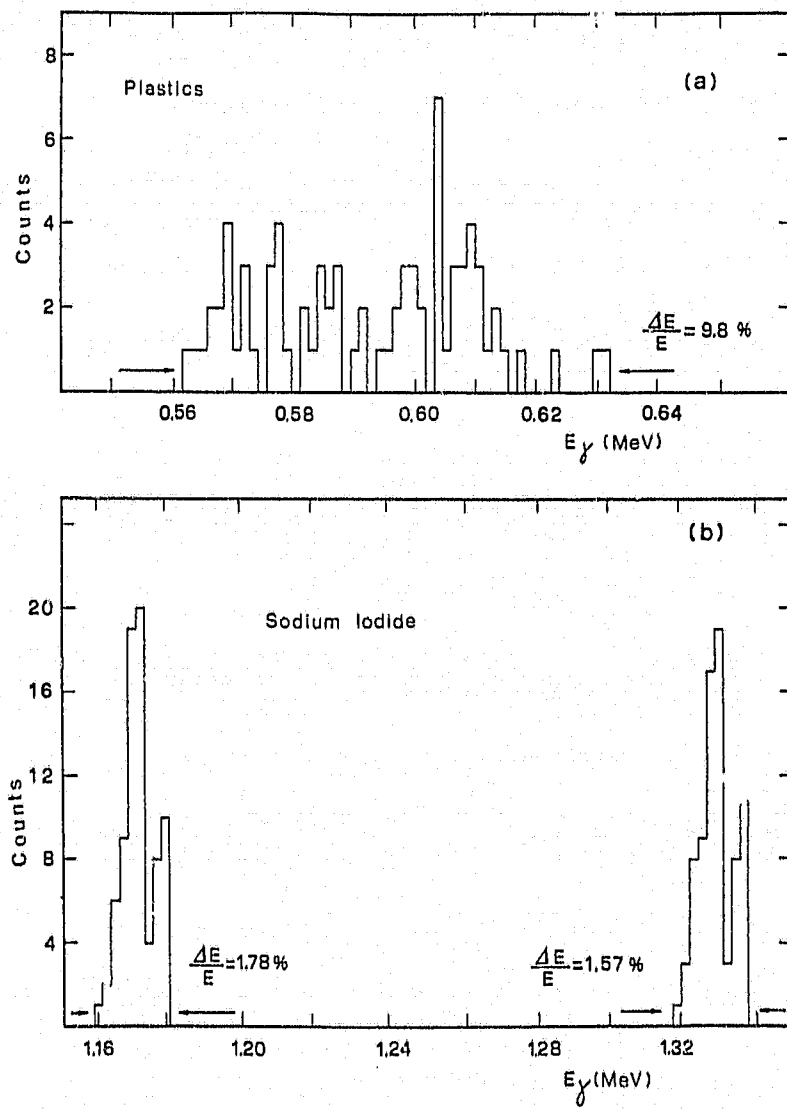 (a)
Plastics
Counts
8
6
4
2
ΔE/E = 9.8 %
0.56 0.58 0.60 0.62 0.64
Eγ (MeV)
(b)
Sodium Iodide
Counts
20
16
12
8
4
ΔE/E = 1.78 %
ΔE/E = 1.57 %
1.16 1.20 1.24 1.28 1.32
Eγ (MeV)